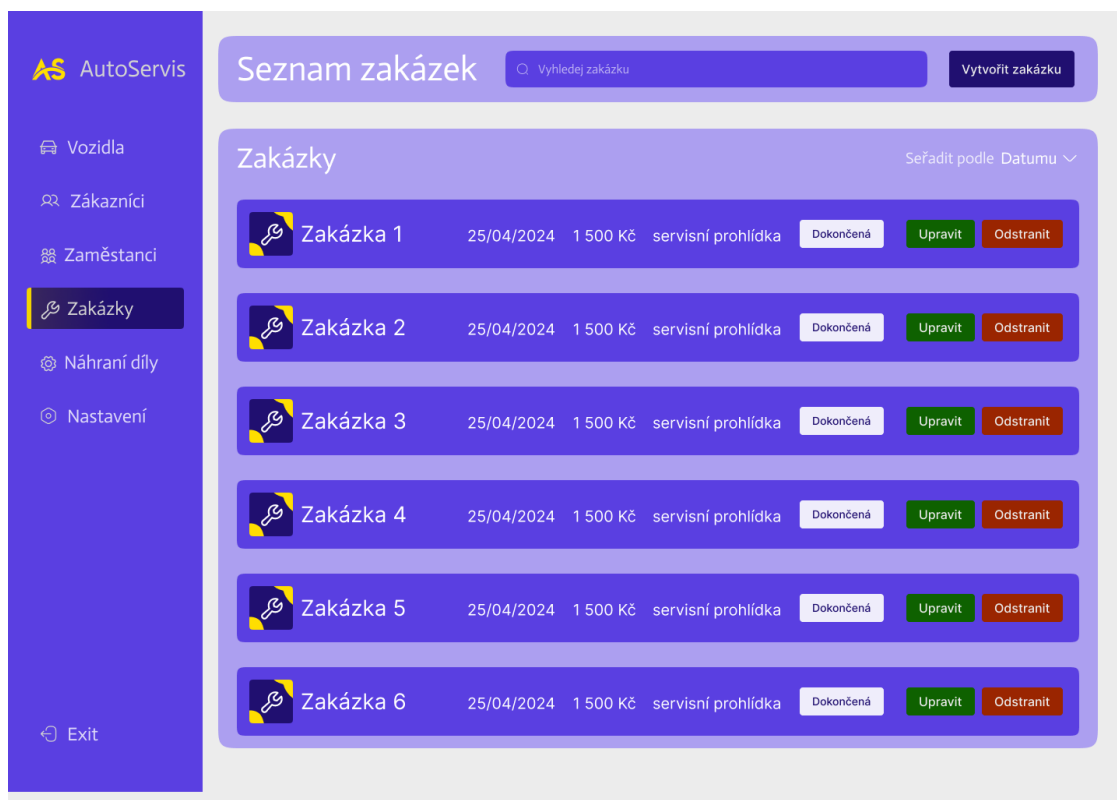 AS AutoServis
Vozidla
Zákazníci
Zaměstanci
Zakázky
Náhraní díly
Nastavení
Exit
Seznam zakázek
Vyhledej zakázku
Vytvořit zakázku
Zakázky
Seřadit podle Datumu
Zakázka 1 25/04/2024 1 500 Kč servisní prohlídka Dokončená Upravit Odstranit
Zakázka 2 25/04/2024 1 500 Kč servisní prohlídka Dokončená Upravit Odstranit
Zakázka 3 25/04/2024 1 500 Kč servisní prohlídka Dokončená Upravit Odstranit
Zakázka 4 25/04/2024 1 500 Kč servisní prohlídka Dokončená Upravit Odstranit
Zakázka 5 25/04/2024 1 500 Kč servisní prohlídka Dokončená Upravit Odstranit
Zakázka 6 25/04/2024 1 500 Kč servisní prohlídka Dokončená Upravit Odstranit